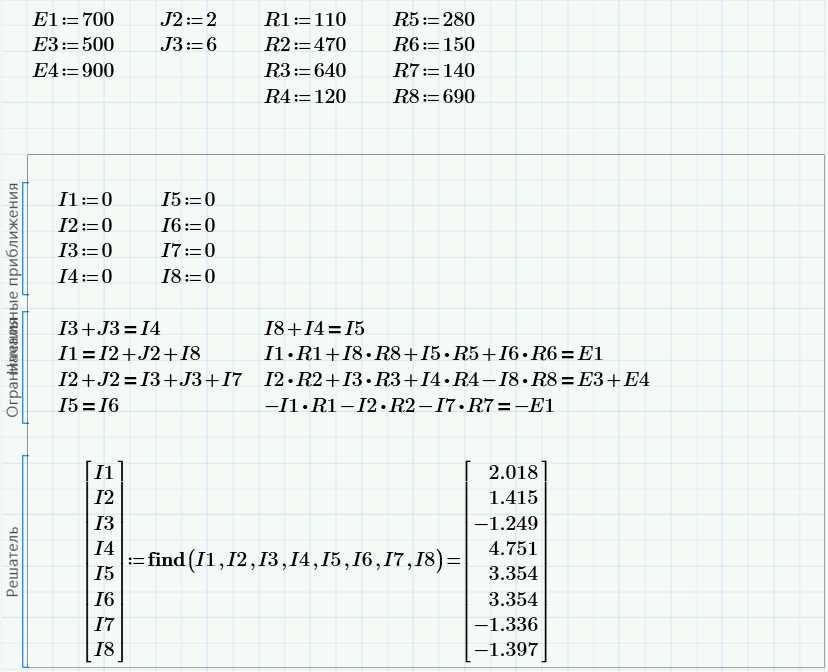 E1:=700 J2:=2 R1:=110 R5:=280
E3:=500 J3:=6 R2:=470 R6:=150
E4:=900 R3:=640 R7:=140
R4:=120 R8:=690
Начальные приближения
I1:=0 I5:=0
I2:=0 I6:=0
I3:=0 I7:=0
I4:=0 I8:=0
Ограничения
I3+J3=I4 I8+I4=I5
I1=I2+J2+I8 I1•R1+I8•R8+I5•R5+I6•R6=E1
I2+J2=I3+J3+I7 I2•R2+I3•R3+I4•R4−I8•R8=E3+E4
I5=I6 −I1•R1−I2•R2−I7•R7=−E1
Решатель
[I1
I2
I3
I4
I5
I6
I7
I8]
:=find(I1,I2,I3,I4,I5,I6,I7,I8)=
[2.018
1.415
−1.249
4.751
3.354
3.354
−1.336
−1.397]